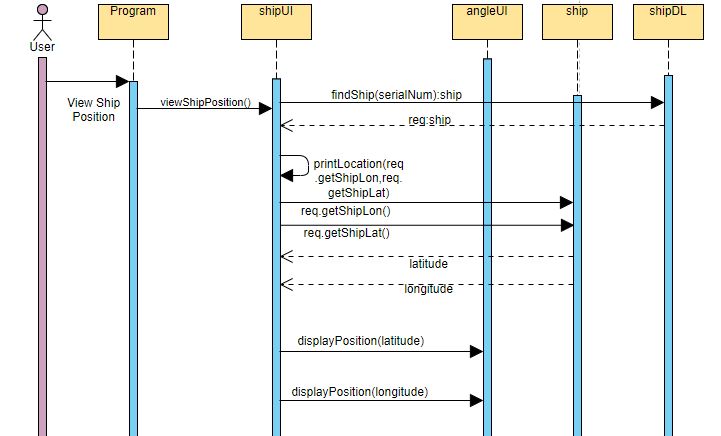 Program
shipUI
angleUI
ship
shipDL
User
View Ship
Position
viewShipPosition()
findShip(serialNum):ship
reg:ship
printLocation(req
.getShipLon,req.
getShipLat)
req.getShipLon()
req.getShipLat()
latitude
longitude
displayPosition(latitude)
displayPosition(longitude)